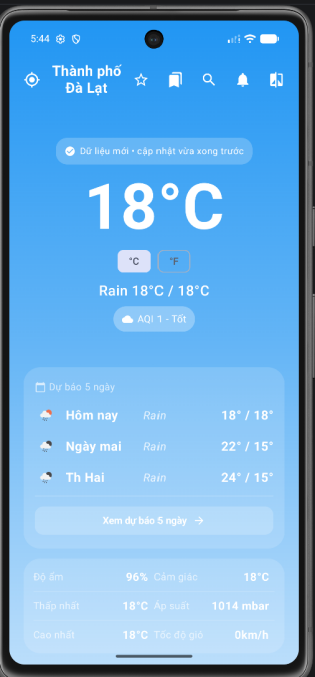 5:44
Thành phố
Đà Lạt
Dữ liệu mới • cập nhật vừa xong trước
18°C
°C °F
Rain 18°C / 18°C
AQI 1 - Tốt
Dự báo 5 ngày
Hôm nay Rain 18° / 18°
Ngày mai Rain 22° / 15°
Th Hai Rain 24° / 15°
Xem dự báo 5 ngày →
Độ ẩm 96% Cảm giác 18°C
Thấp nhất 18°C Áp suất 1014 mbar
Cao nhất 18°C Tốc độ gió 0km/h